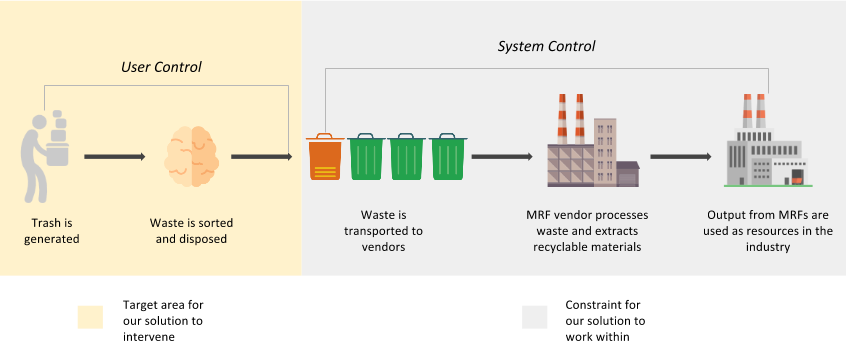 User Control
System Control
Trash is
generated
Waste is sorted
and disposed
Waste is
transported to
vendors
MRF vendor processes
waste and extracts
recyclable materials
Output from MRFs are
used as resources in the
industry
Target area for
our solution to
intervene
Constraint for
our solution to
work within